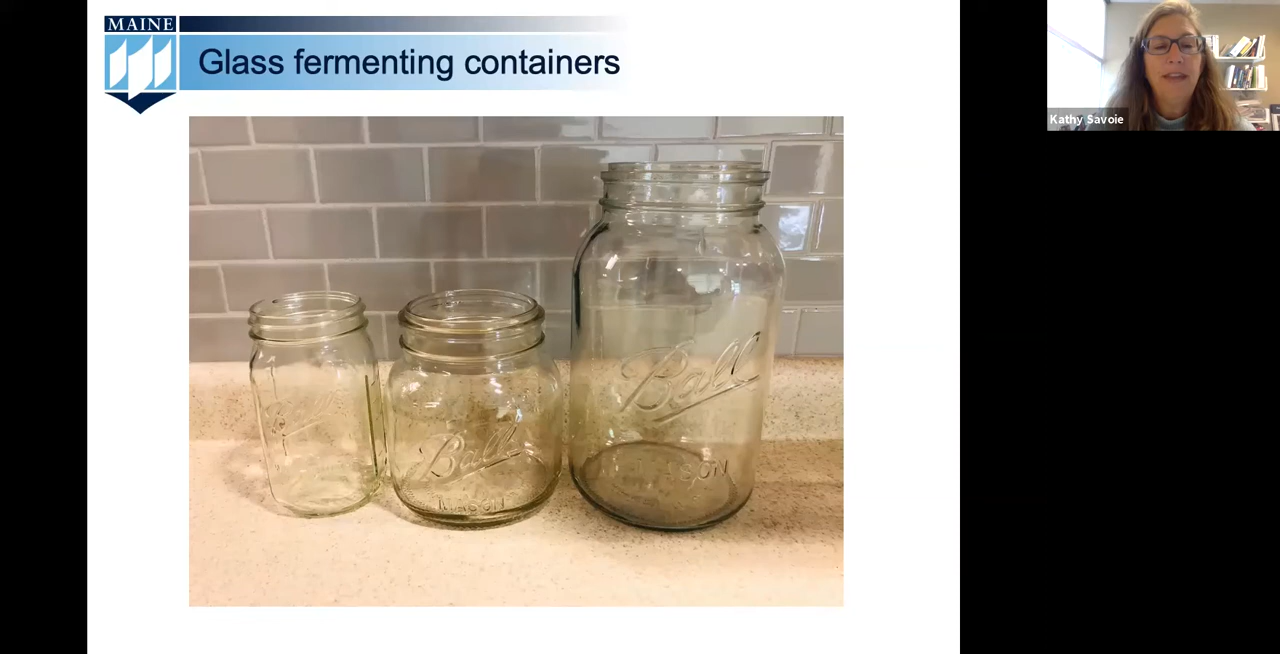 MAINE
Glass fermenting containers
Kathy Savoie
Ball
Ball
MASON
Ball
MASON